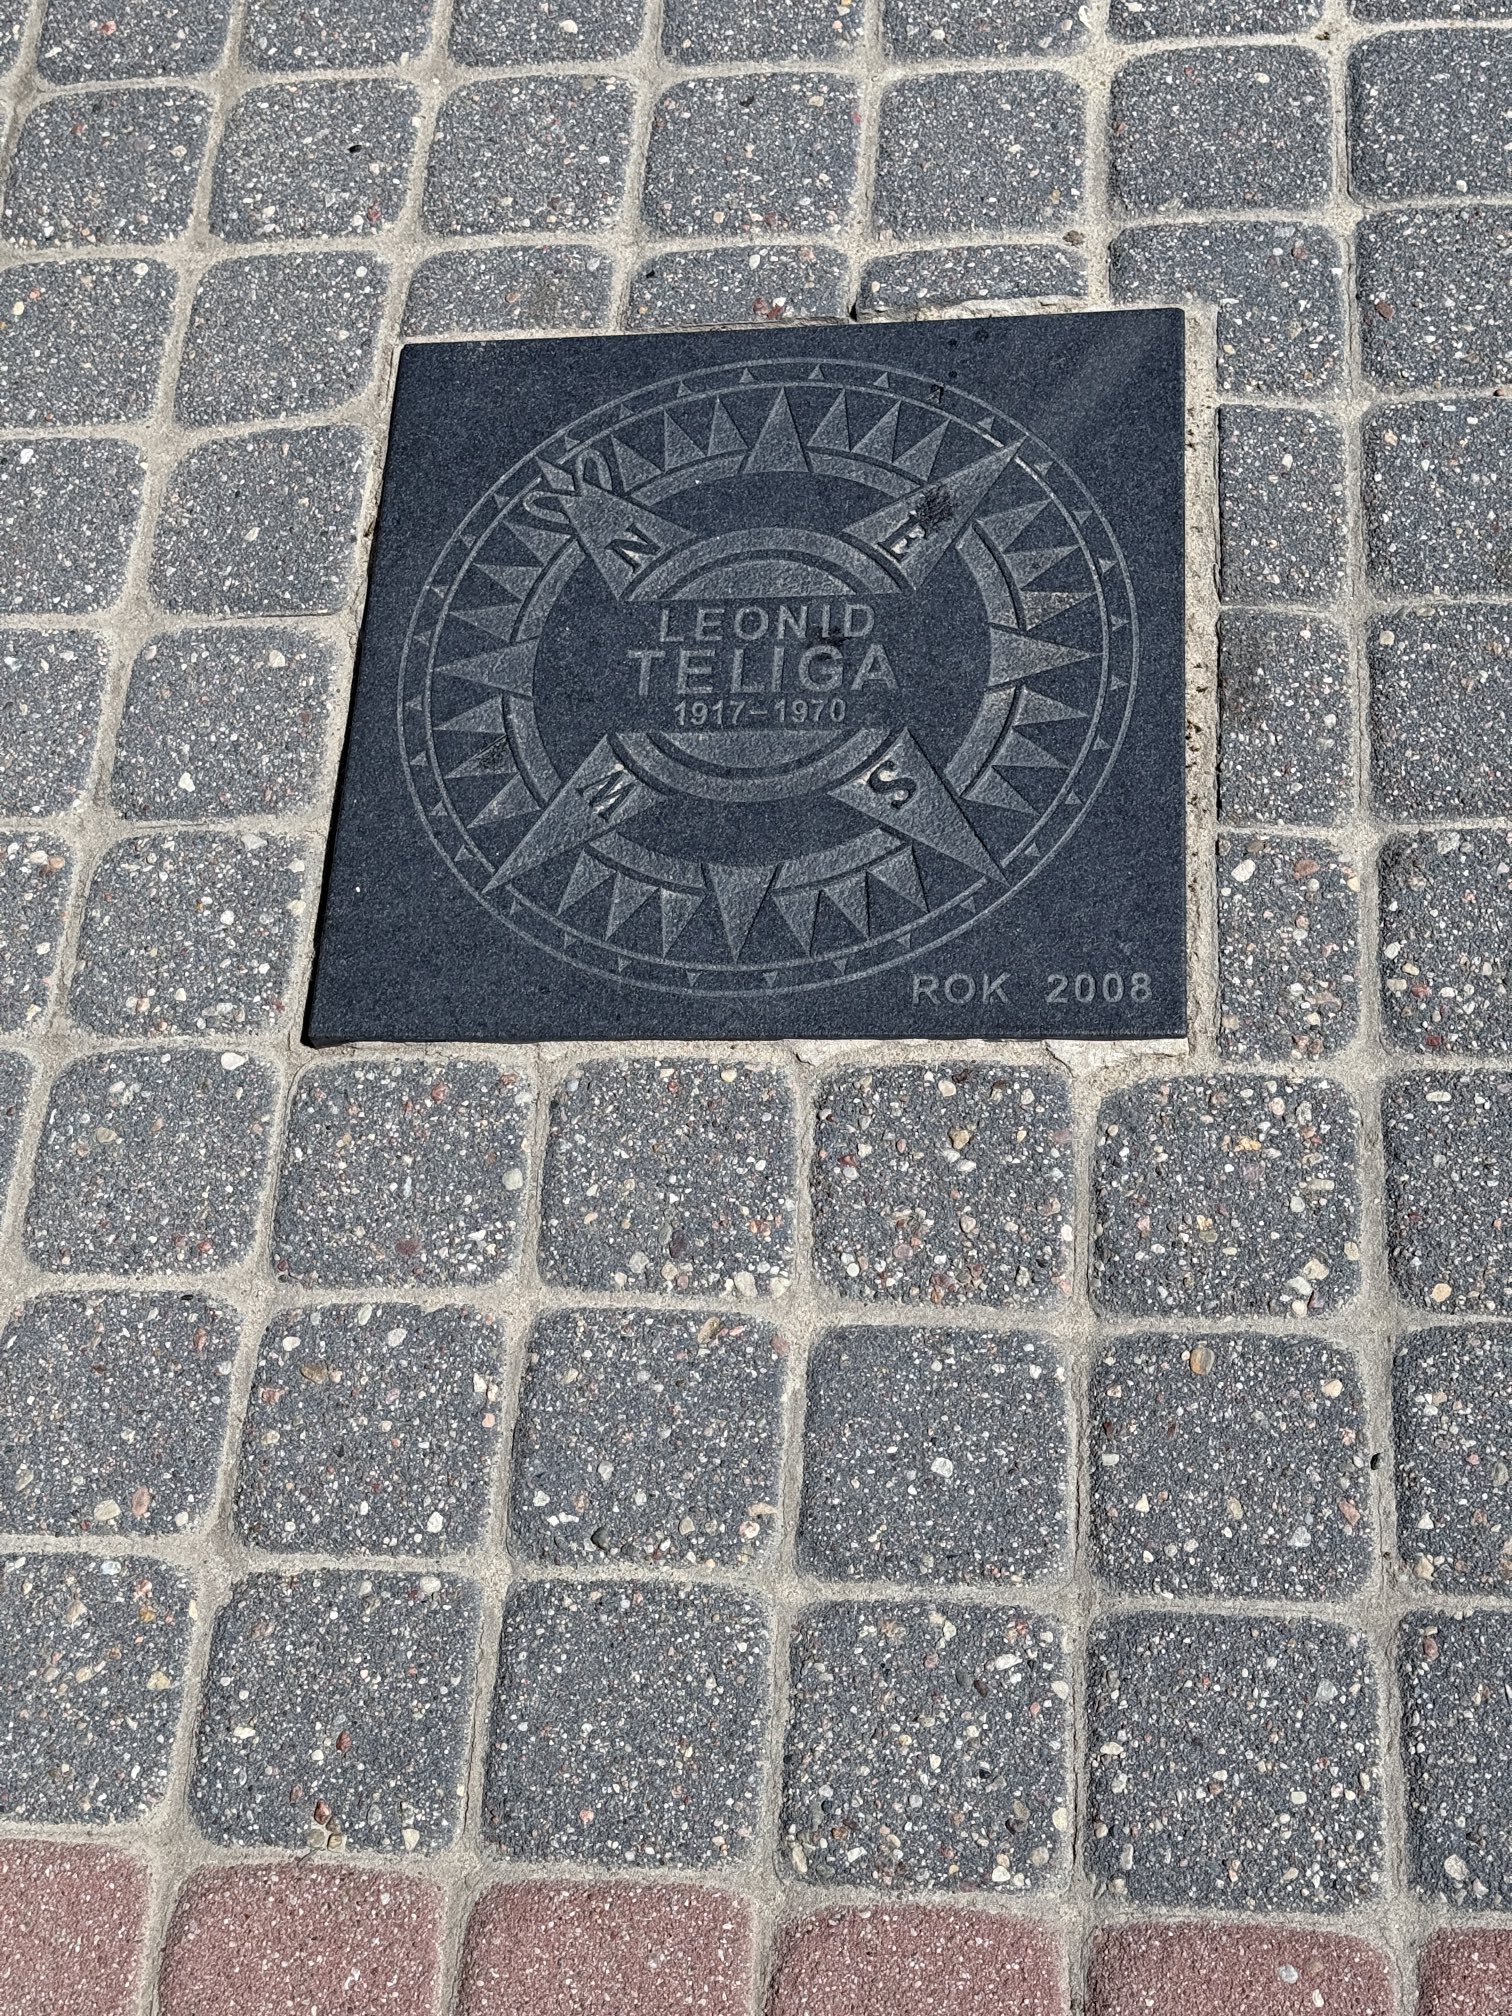 N E
LEONID
TELIGA
1917-1970
W S
ROK 2008